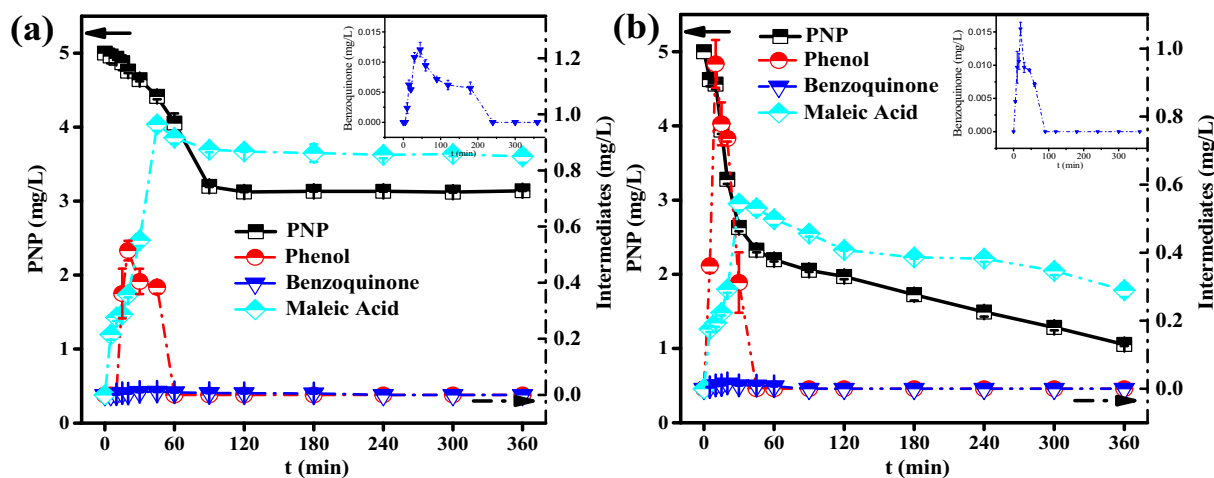 (a)
PNP (mg/L)
5
4
3
2
1
0
0 60 120 180 240 300 360
t (min)
Intermediates (mg/L)
1.2
1.0
0.8
0.6
0.4
0.2
0.0
PNP
Phenol
Benzoquinone
Maleic Acid
Benzoquinone (mg/L)
0.015
0.010
0.005
0.000
0 100 200 300
t (min)
(b)
PNP (mg/L)
5
4
3
2
1
0
0 60 120 180 240 300 360
t (min)
Intermediates (mg/L)
1.0
0.8
0.6
0.4
0.2
0.0
PNP
Phenol
Benzoquinone
Maleic Acid
Benzoquinone (mg/L)
0.015
0.010
0.005
0.000
0 100 200 300
t (min)